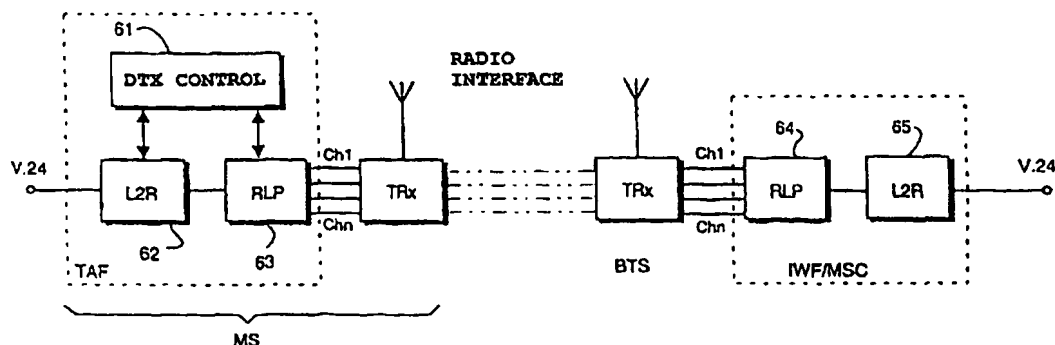 61
DTX CONTROL
RADIO
INTERFACE
V.24
L2R
RLP
Ch1
Chn
TRx
TRx
Ch1
Chn
64
RLP
65
L2R
V.24
62
63
TAF
BTS
IWF/MSC
MS